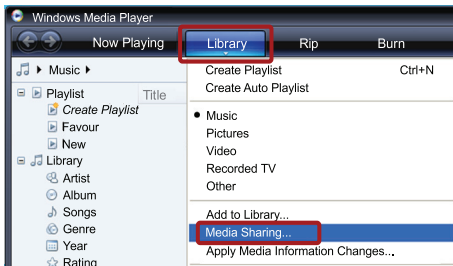 Windows Media Player
Now Playing Library Rip Burn
Music
Playlist Title
Create Playlist
Favour
New
Library
Artist
Album
Songs
Genre
Year
Rating
Create Playlist Ctrl+N
Create Auto Playlist
Music
Pictures
Video
Recorded TV
Other
Add to Library...
Media Sharing...
Apply Media Information Changes...